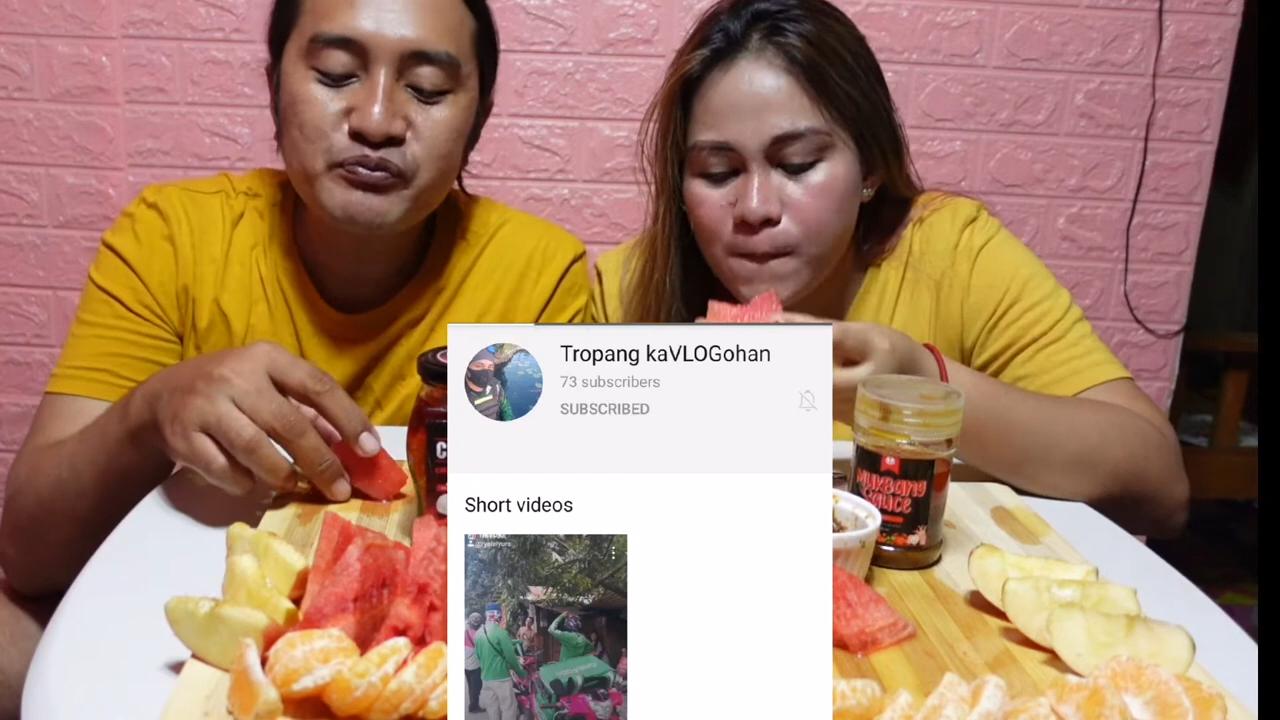 Tropang kaVLOGohan
73 subscribers
SUBSCRIBED
Short videos
MUKBANG
SAUCE